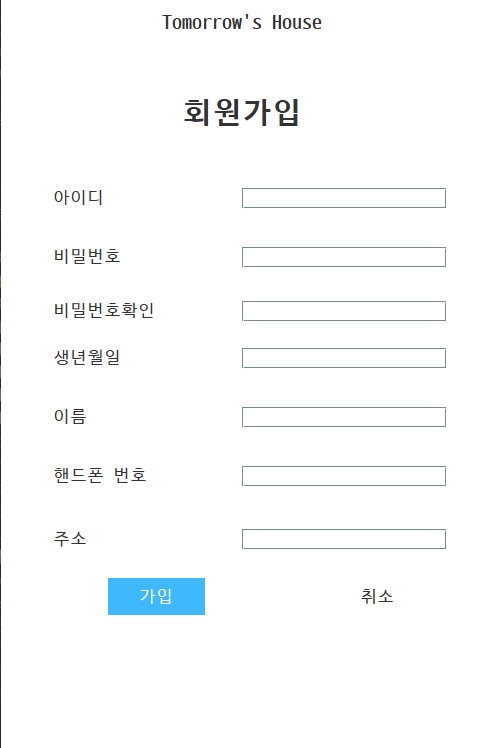 Tomorrow's House
회원가입
아이디
비밀번호
비밀번호확인
생년월일
이름
핸드폰 번호
주소
가입 취소